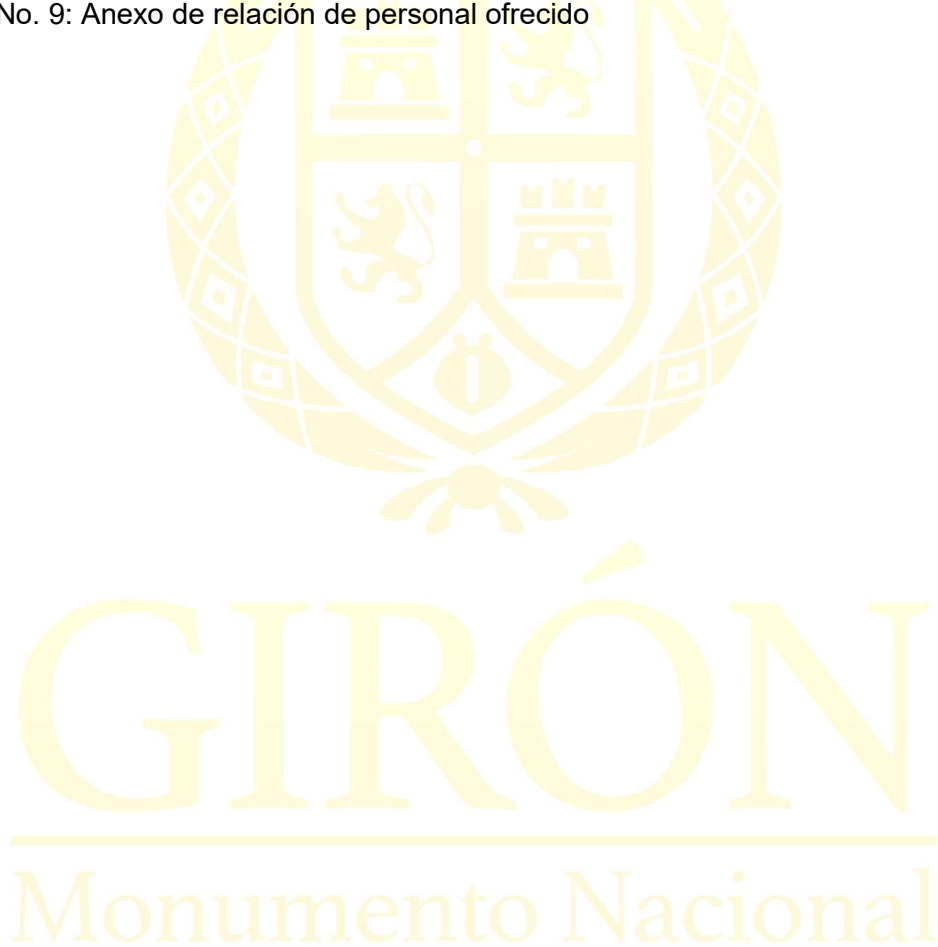 No. 9: Anexo de relación de personal ofrecido
GIRÓN
Monumento Nacional